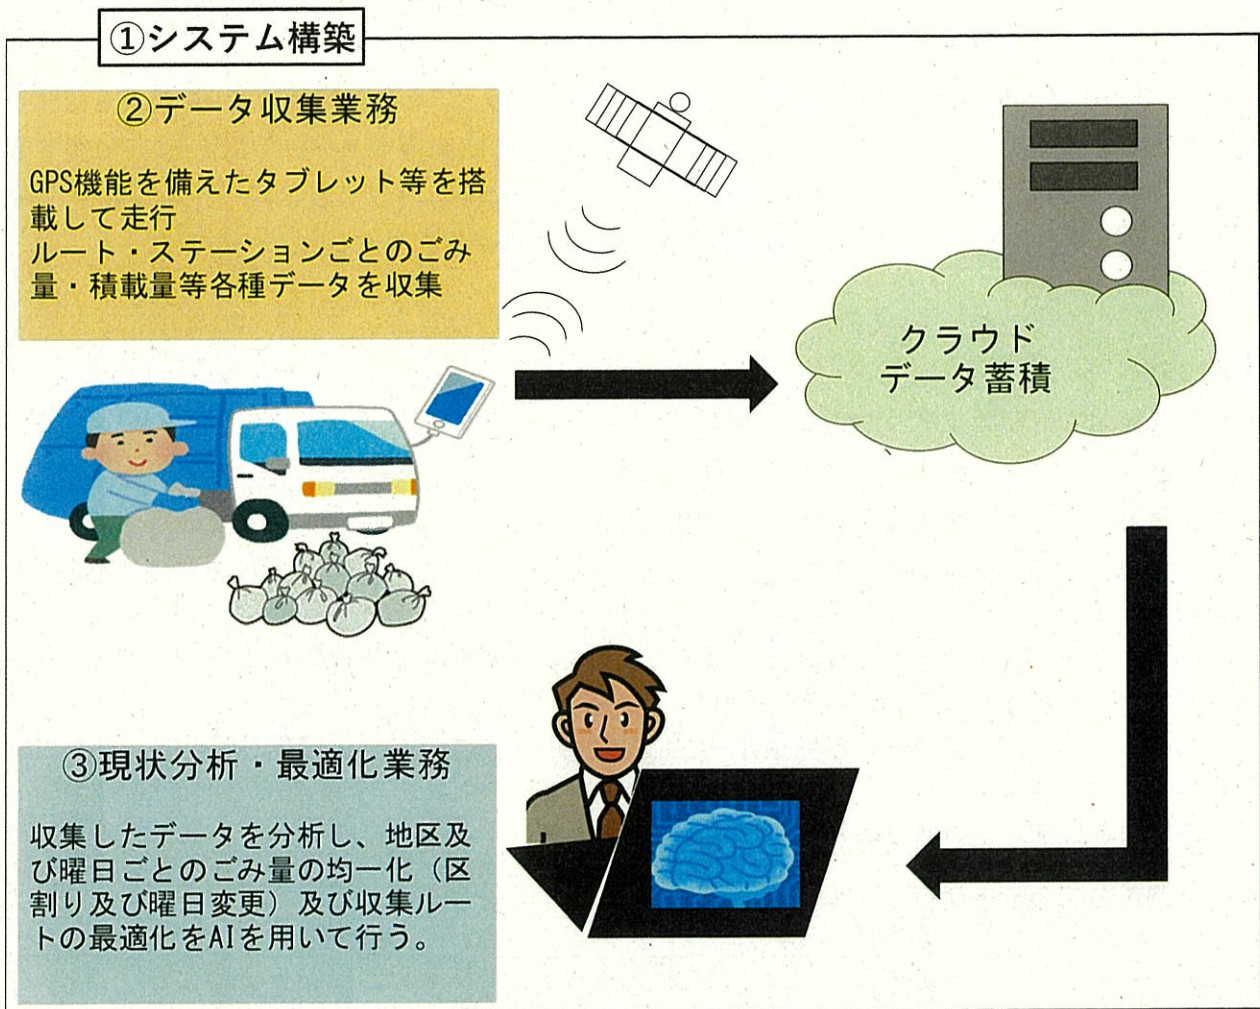 ①システム構築
②データ収集業務
GPS機能を備えたタブレット等を搭
載して走行
ルート・ステーションごとのごみ
量・積載量等各種データを収集
クラウド
データ蓄積
③現状分析・最適化業務
収集したデータを分析し、地区及
び曜日ごとのごみ量の均一化（区
割り及び曜日変更）及び収集ルー
トの最適化をAIを用いて行う。